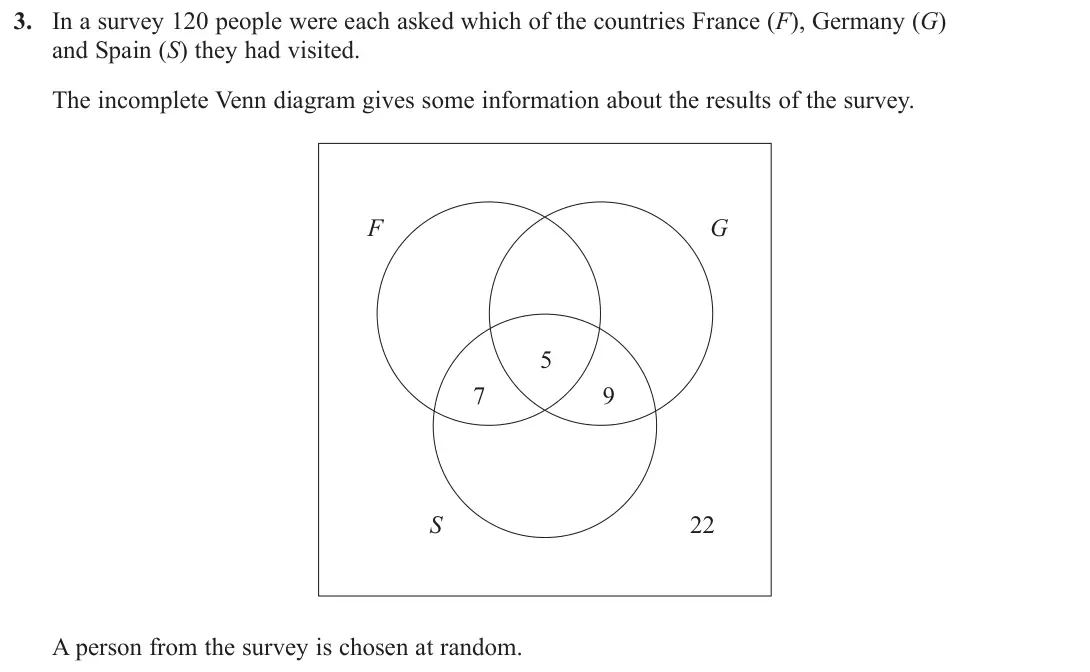 3. In a survey 120 people were each asked which of the countries France (F), Germany (G)
and Spain (S) they had visited.
The incomplete Venn diagram gives some information about the results of the survey.
F
G
5
7
9
S
22
A person from the survey is chosen at random.